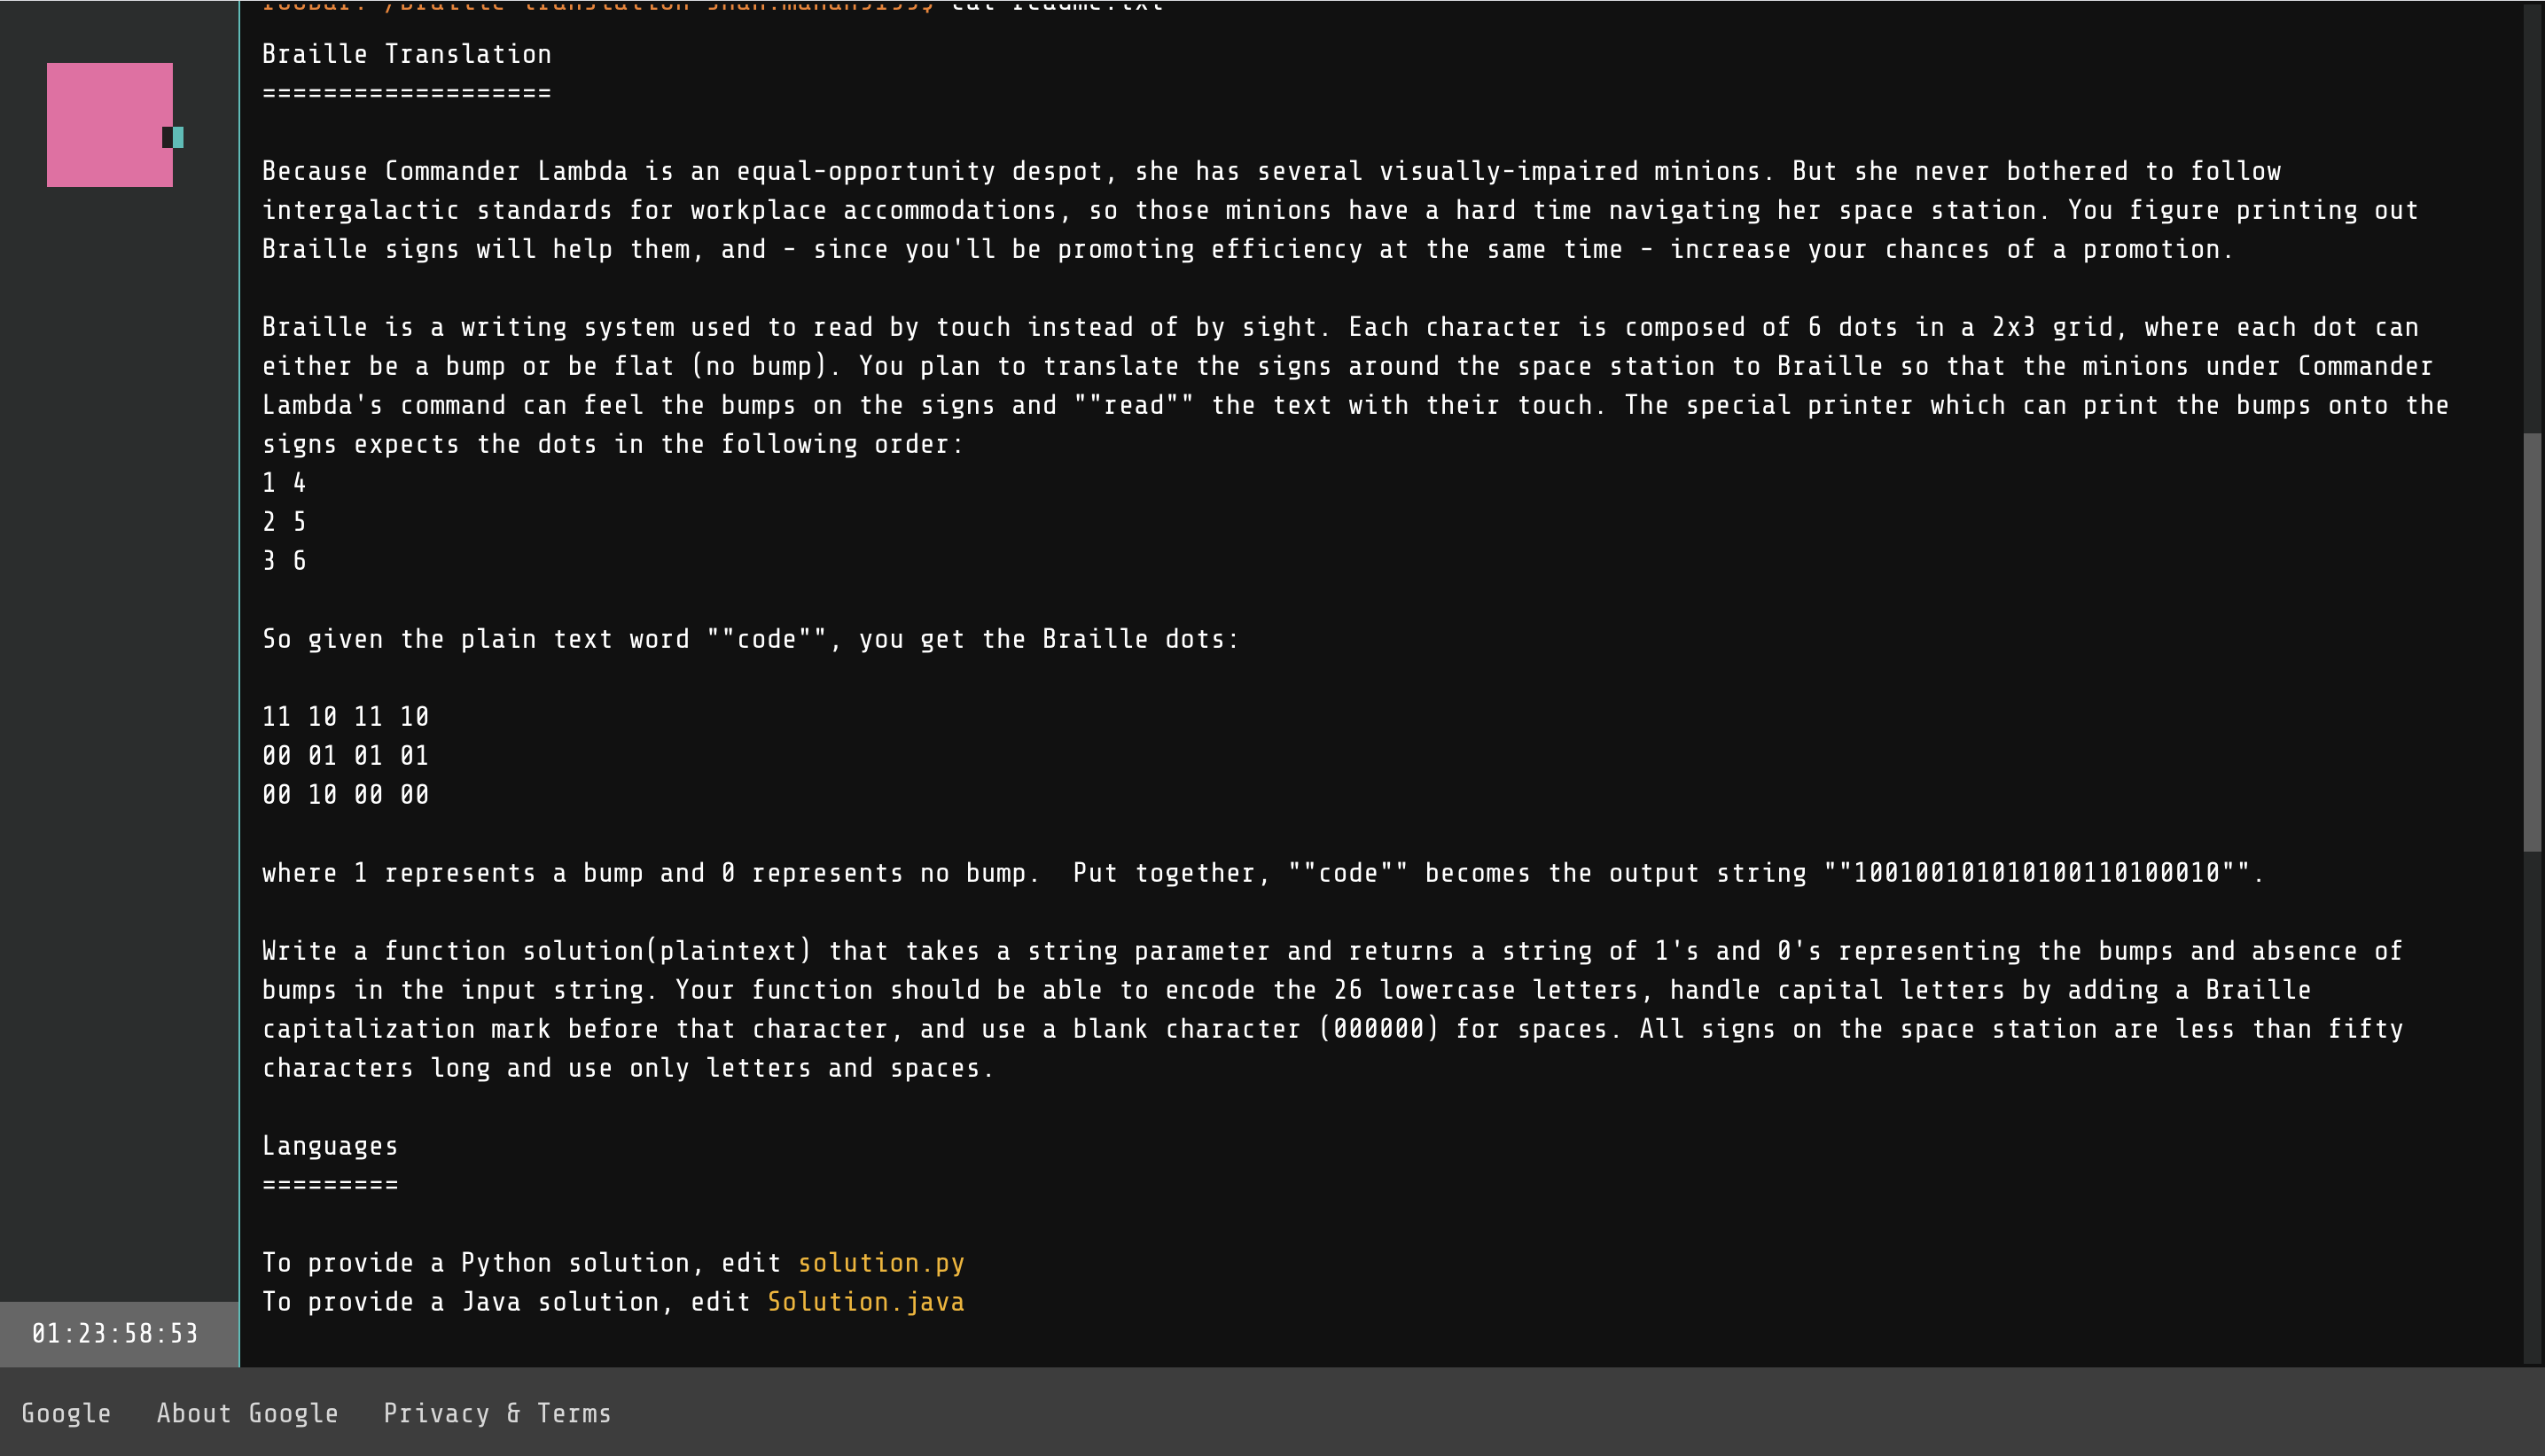 Braille Translation
===================
Because Commander Lambda is an equal-opportunity despot, she has several visually-impaired minions. But she never bothered to follow
intergalactic standards for workplace accommodations, so those minions have a hard time navigating her space station. You figure printing out
Braille signs will help them, and - since you'll be promoting efficiency at the same time - increase your chances of a promotion.
Braille is a writing system used to read by touch instead of by sight. Each character is composed of 6 dots in a 2x3 grid, where each dot can
either be a bump or be flat (no bump). You plan to translate the signs around the space station to Braille so that the minions under Commander
Lambda's command can feel the bumps on the signs and ""read"" the text with their touch. The special printer which can print the bumps onto the
signs expects the dots in the following order:
1 4
2 5
3 6
So given the plain text word ""code"", you get the Braille dots:
11 10 11 10
00 01 01 01
00 10 00 00
where 1 represents a bump and 0 represents no bump.  Put together, ""code"" becomes the output string ""100100101010100110100010"".
Write a function solution(plaintext) that takes a string parameter and returns a string of 1's and 0's representing the bumps and absence of
bumps in the input string. Your function should be able to encode the 26 lowercase letters, handle capital letters by adding a Braille
capitalization mark before that character, and use a blank character (000000) for spaces. All signs on the space station are less than fifty
characters long and use only letters and spaces.
Languages
=========
To provide a Python solution, edit solution.py
To provide a Java solution, edit Solution.java
01:23:58:53
Google About Google Privacy & Terms